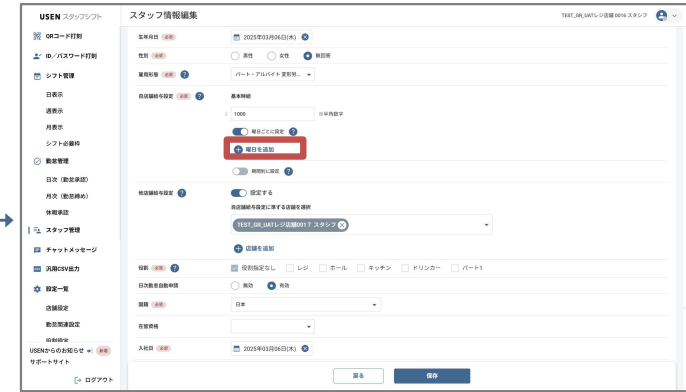 USEN スタッフシフト
スタッフ情報編集
TEST_GR_UATレジ店舗 0016 スタシフ
QRコード打刻
ID/パスワード打刻
シフト管理
日表示
週表示
月表示
シフト必要枠
勤怠管理
日次（勤怠承認）
月次（勤怠締め）
休暇承認
スタッフ管理
チャットメッセージ
汎用CSV出力
設定一覧
店舗設定
勤怠関連設定
役割設定
USENからのお知らせ 新着
サポートサイト
ログアウト
生年月日 必須 2025年03月06日(木)
性別 必須 男性 女性 無回答
雇用形態 必須 パート・アルバイト 変形労...
自店舗給与設定 必須 基本時給
1000 ※半角数字
曜日ごとに設定
曜日を追加
期間別に設定
他店舗給与設定 設定する
自店舗給与設定に準ずる店舗を選択
TEST_GR_UATレジ店舗0017 スタシフ
店舗を追加
役割 必須 役割指定なし レジ ホール キッチン ドリンカー パート1
日次勤怠自動申請 無効 有効
国籍 必須 日本
在留資格
入社日 必須 2025年03月06日(木)
戻る 保存